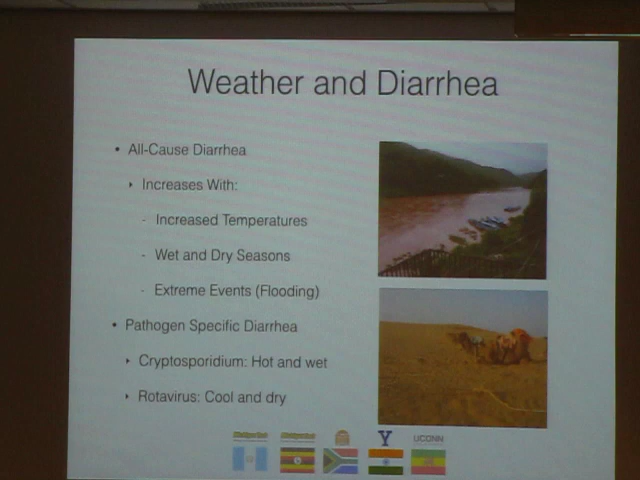 Weather and Diarrhea
• All-Cause Diarrhea
‣ Increases With:
- Increased Temperatures
- Wet and Dry Seasons
- Extreme Events (Flooding)
• Pathogen Specific Diarrhea
‣ Cryptosporidium: Hot and wet
‣ Rotavirus: Cool and dry
Y UCONN